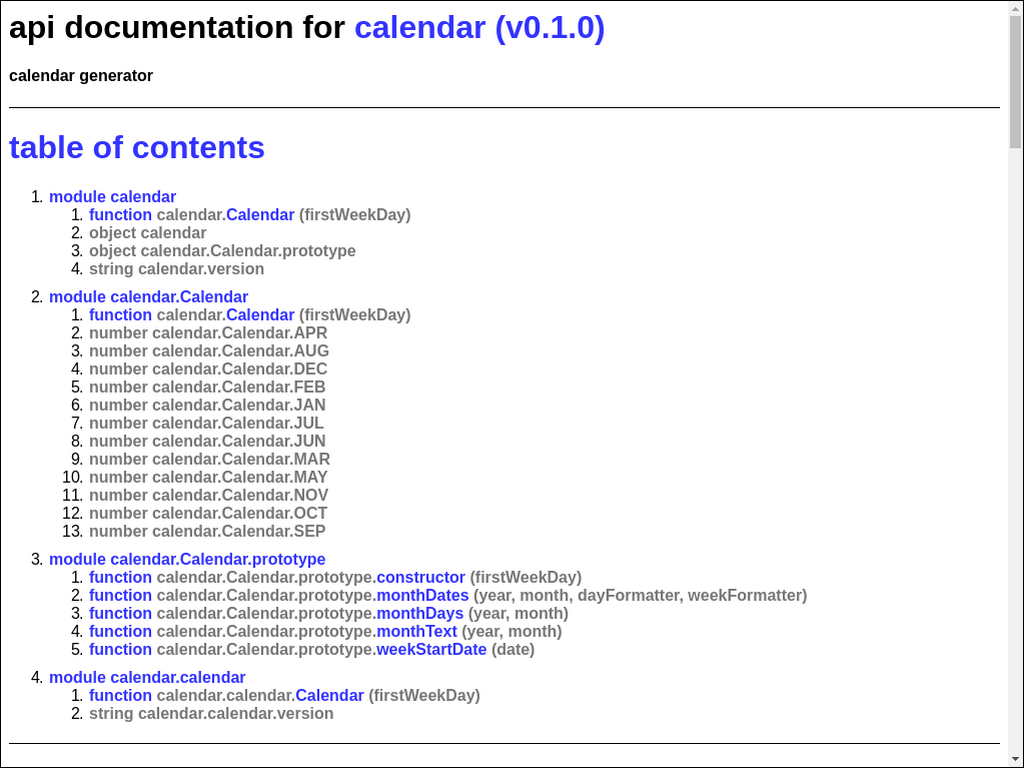 api documentation for calendar (v0.1.0)
calendar generator
table of contents
1. module calendar
1. function calendar.Calendar (firstWeekDay)
2. object calendar
3. object calendar.Calendar.prototype
4. string calendar.version
2. module calendar.Calendar
1. function calendar.Calendar (firstWeekDay)
2. number calendar.Calendar.APR
3. number calendar.Calendar.AUG
4. number calendar.Calendar.DEC
5. number calendar.Calendar.FEB
6. number calendar.Calendar.JAN
7. number calendar.Calendar.JUL
8. number calendar.Calendar.JUN
9. number calendar.Calendar.MAR
10. number calendar.Calendar.MAY
11. number calendar.Calendar.NOV
12. number calendar.Calendar.OCT
13. number calendar.Calendar.SEP
3. module calendar.Calendar.prototype
1. function calendar.Calendar.prototype.constructor (firstWeekDay)
2. function calendar.Calendar.prototype.monthDates (year, month, dayFormatter, weekFormatter)
3. function calendar.Calendar.prototype.monthDays (year, month)
4. function calendar.Calendar.prototype.monthText (year, month)
5. function calendar.Calendar.prototype.weekStartDate (date)
4. module calendar.calendar
1. function calendar.calendar.Calendar (firstWeekDay)
2. string calendar.calendar.version